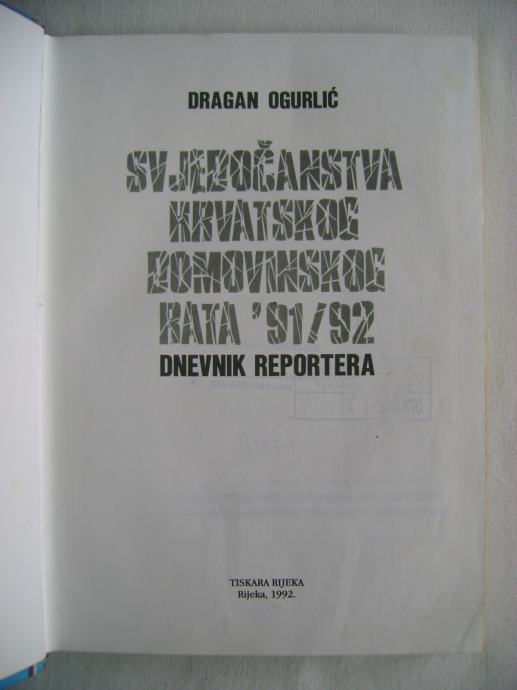 DRAGAN OGURLIĆ
SVJEDOČANSTVA
HRVATSKOG
DOMOVINSKOG
RATA '91/92
DNEVNIK REPORTERA
TISKARA RIJEKA
Rijeka, 1992.